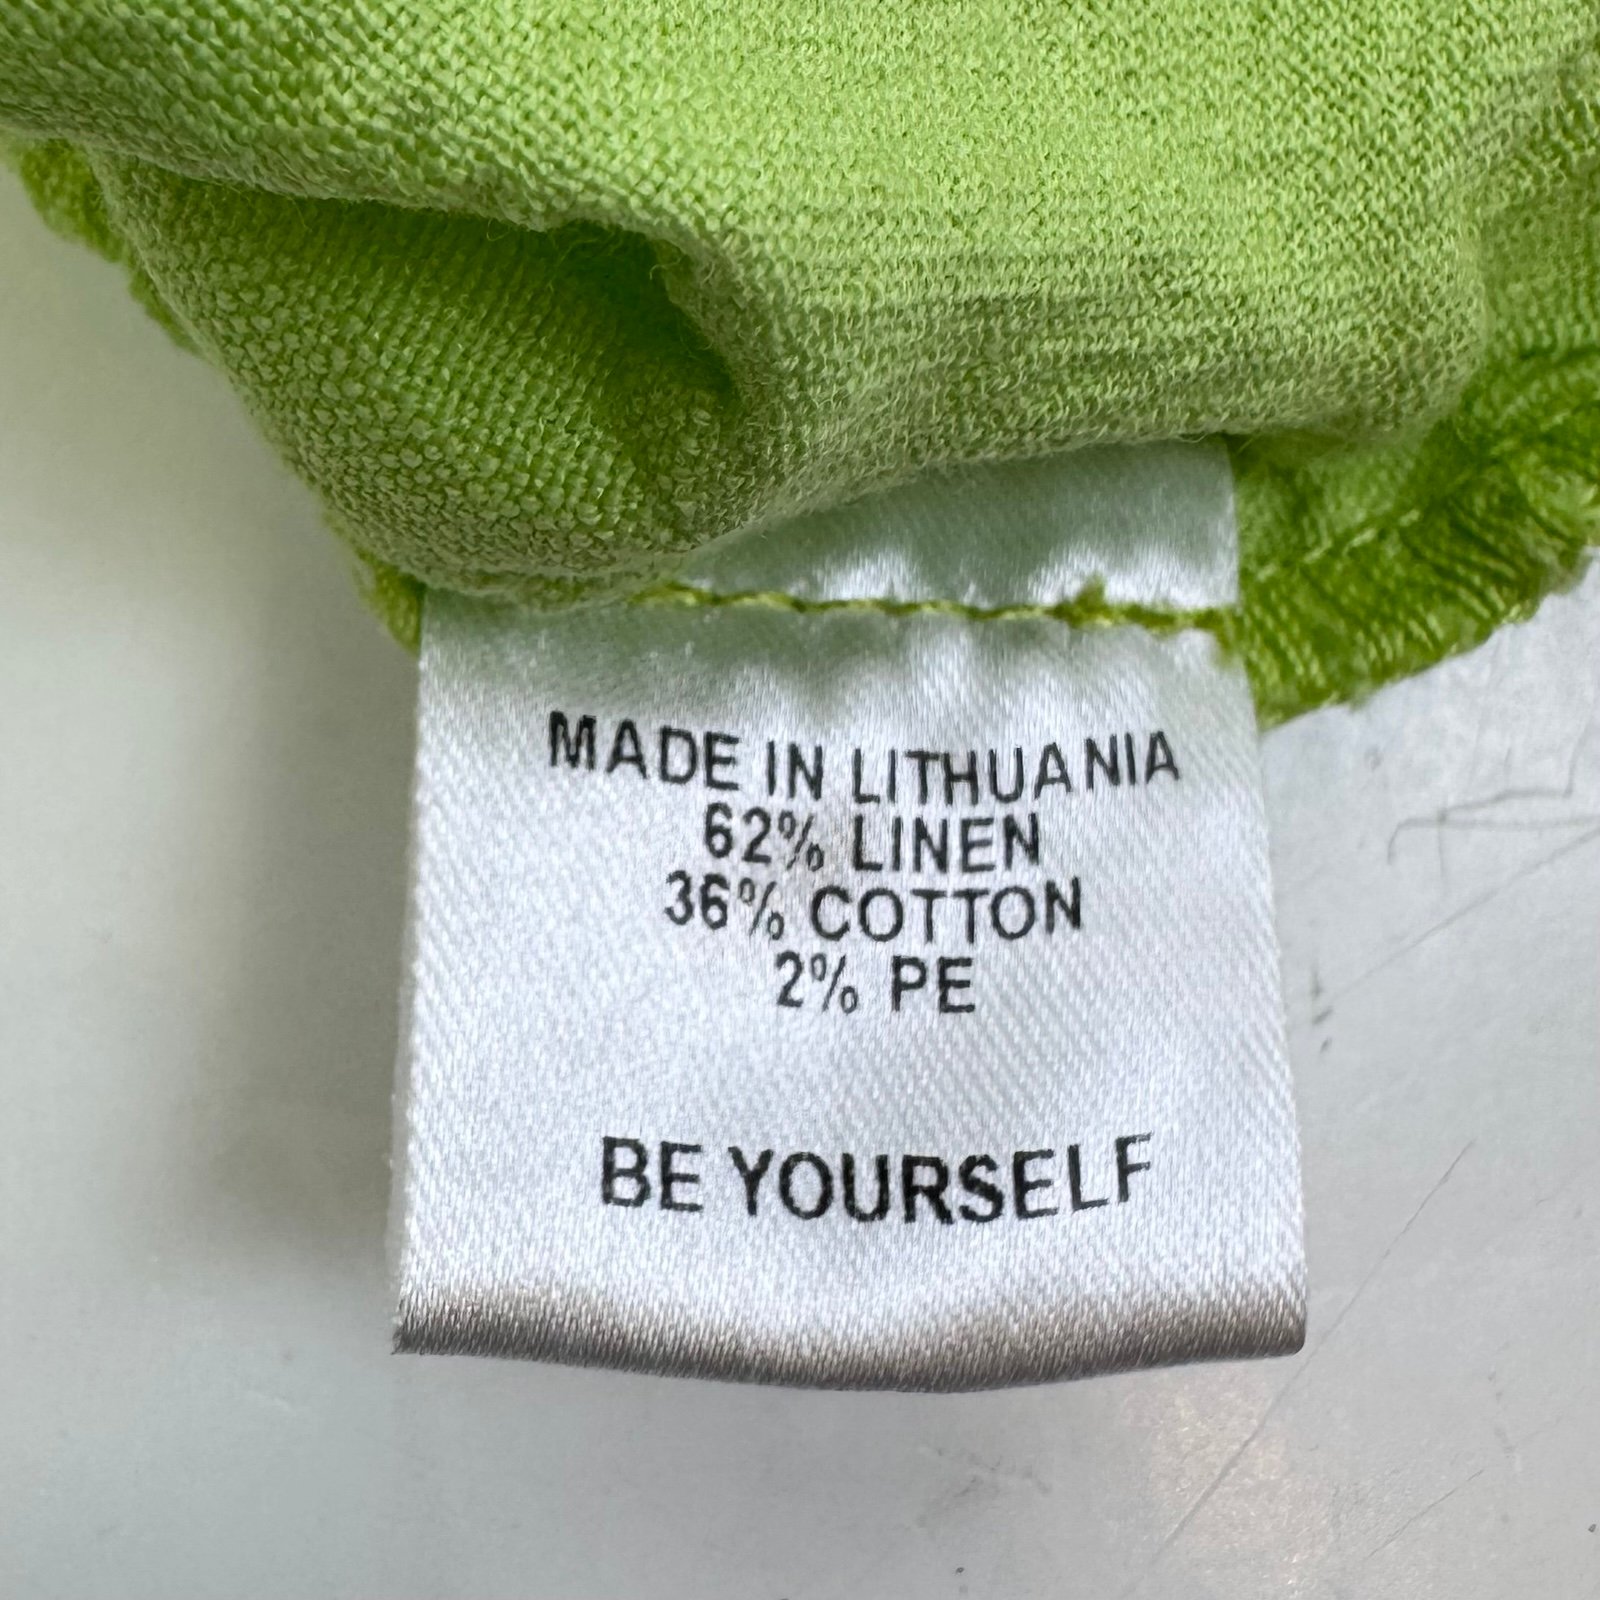 MADE IN LITHUANIA
62% LINEN
36% COTTON
2% PE
BE YOURSELF